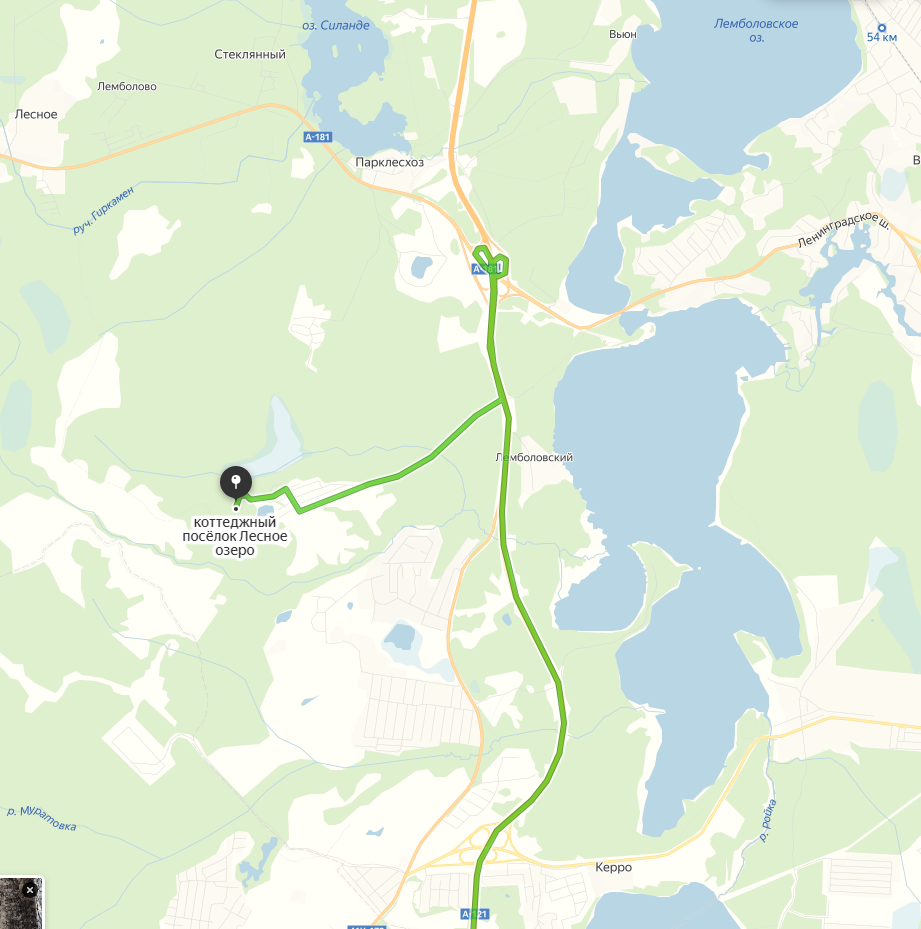 оз. Силанде
Лемболовское
оз.
Вьюн
54 км
Стеклянный
Лемболово
Лесное
А-181
Парклесхоз
В
руч. Гиркамен
Ленинградское ш.
Лемболовский
коттеджный
посёлок Лесное
озеро
р. Муратовка
р. ройка
Керро